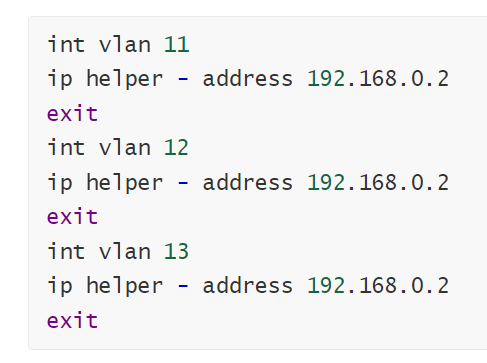 int vlan 11
ip helper - address 192.168.0.2
exit
int vlan 12
ip helper - address 192.168.0.2
exit
int vlan 13
ip helper - address 192.168.0.2
exit